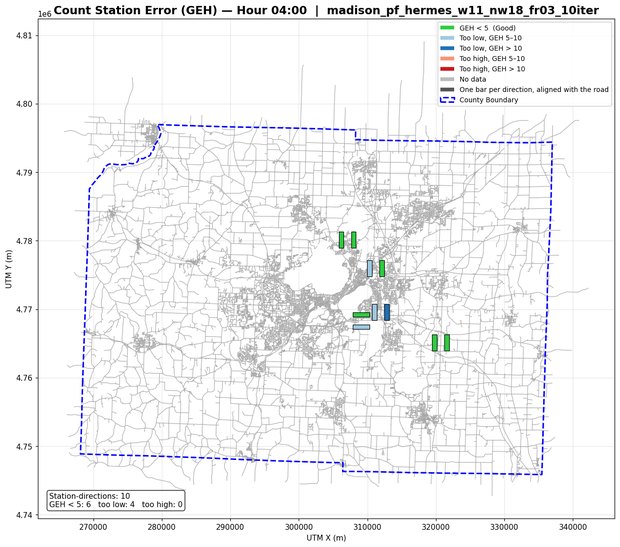 Count Station Error (GEH) — Hour 04:00 | madison_pf_hermes_w11_nw18_fr03_10iter
1e6
GEH < 5 (Good)
Too low, GEH 5–10
Too low, GEH > 10
Too high, GEH 5–10
Too high, GEH > 10
No data
One bar per direction, aligned with the road
County Boundary
4.81
4.80
4.79
4.78
4.77
4.76
4.75
4.74
UTM Y (m)
Station-directions: 10
GEH < 5: 6 too low: 4 too high: 0
270000 280000 290000 300000 310000 320000 330000 340000
UTM X (m)